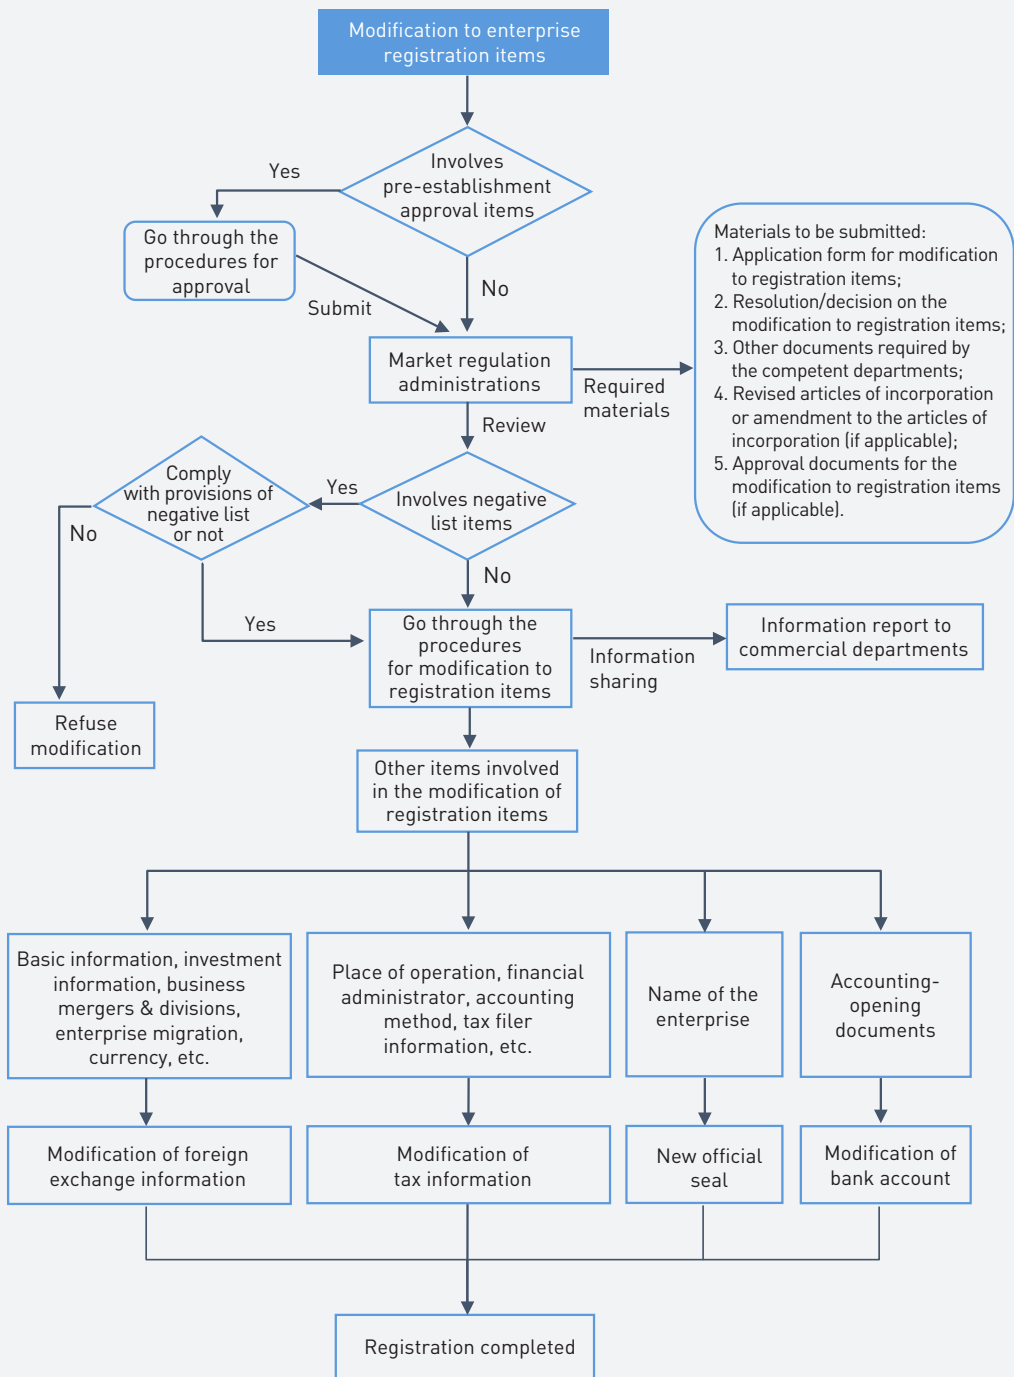 Modification to enterprise
registration items
Involves
pre-establishment
approval items
Yes
Go through the
procedures for
approval
Submit
No
Materials to be submitted:
1. Application form for modification
to registration items;
2. Resolution/decision on the
modification to registration items;
3. Other documents required by
the competent departments;
4. Revised articles of incorporation
or amendment to the articles of
incorporation (if applicable);
5. Approval documents for the
modification to registration items
(if applicable).
Market regulation
administrations
Required
materials
Review
Involves negative
list items
Yes
Comply
with provisions of
negative list
or not
No
No
Yes
Go through the
procedures
for modification to
registration items
Information
sharing
Information report to
commercial departments
Refuse
modification
Other items involved
in the modification of
registration items
Basic information, investment
information, business
mergers & divisions,
enterprise migration,
currency, etc.
Place of operation, financial
administrator, accounting
method, tax filer
information, etc.
Name of the
enterprise
Accounting-
opening
documents
Modification of foreign
exchange information
Modification of
tax information
New official
seal
Modification of
bank account
Registration completed